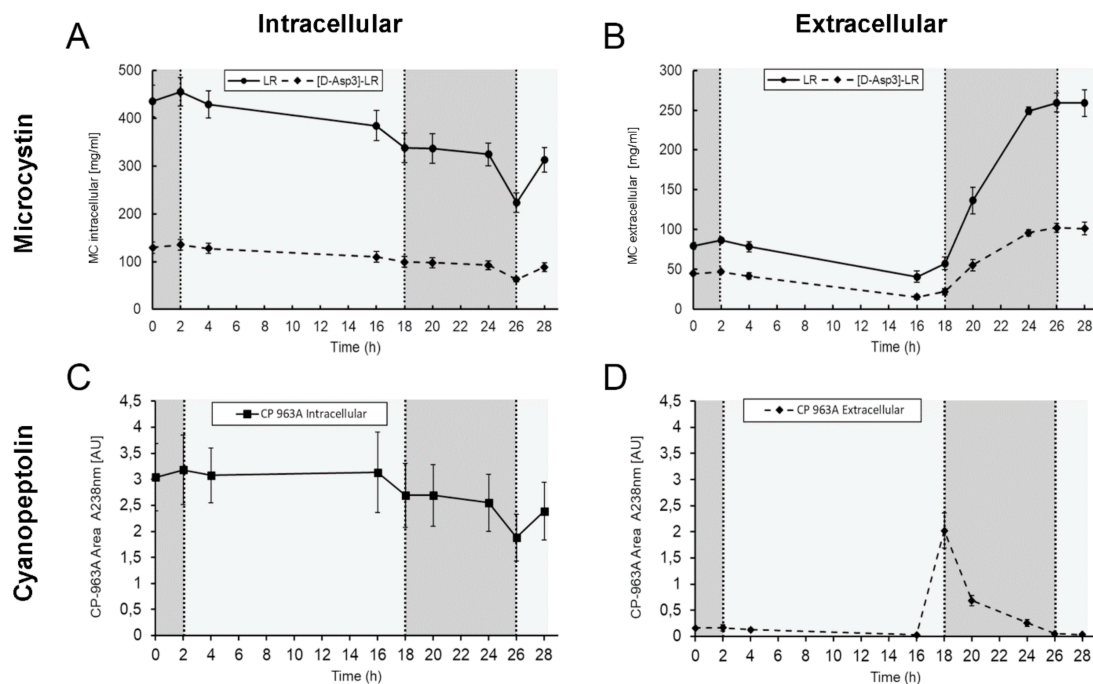 Intracellular
Extracellular
Microcystin
Cyanopeptolin
A
LR
[D-Asp3]-LR
MC intracellular [mg/ml]
500
400
300
200
100
0
0 2 4 6 8 10 12 14 16 18 20 22 24 26 28
Time (h)
B
LR
[D-Asp3]-LR
MC extracellular [mg/ml]
300
250
200
150
100
50
0
0 2 4 6 8 10 12 14 16 18 20 22 24 26 28
Time (h)
C
CP 963A Intracellular
CP-963A Area A238nm [AU]
4,5
4
3,5
3
2,5
2
1,5
1
0,5
0
0 2 4 6 8 10 12 14 16 18 20 22 24 26 28
Time (h)
D
CP 963A Extracellular
CP-963A Area A238nm [AU]
4,5
4
3,5
3
2,5
2
1,5
1
0,5
0
0 2 4 6 8 10 12 14 16 18 20 22 24 26 28
Time (h)